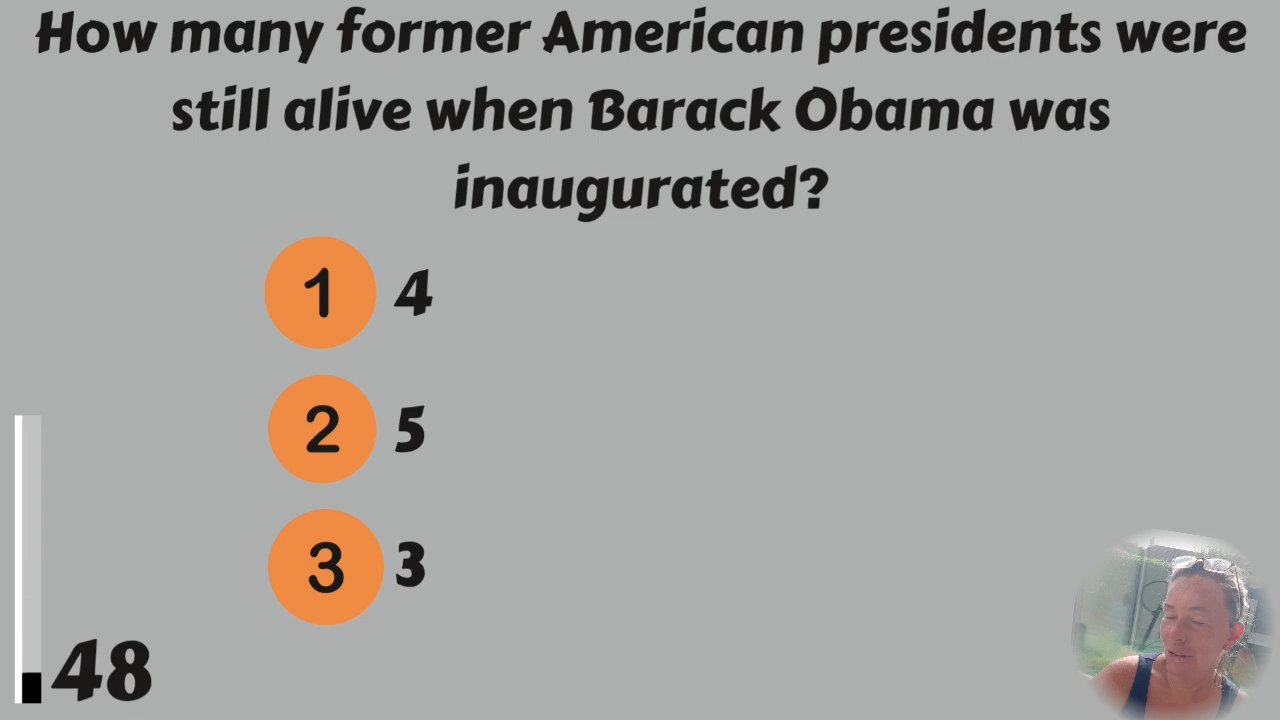 How many former American presidents were
still alive when Barack Obama was
inaugurated?
1 4
2 5
3 3
48